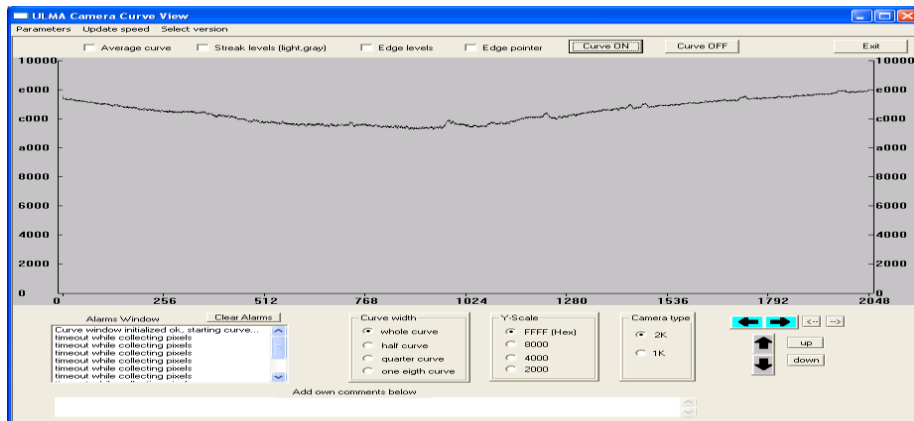 ULMA Camera Curve View
Parameters Update speed Select version
Average curve Streak levels (light,gray) Edge levels Edge pointer Curve ON Curve OFF Exit
10000 10000
e000 e000
c000 c000
a000 a000
8000 8000
6000 6000
4000 4000
2000 2000
0 0
0 256 512 768 1024 1280 1536 1792 2048
Alarms Window Clear Alarms Curve width Y-Scale Camera type
Curve window initialized ok, starting curve... whole curve FFFF (Hex) 2K <-- -->
timeout while collecting pixels half curve 8000 1K up
timeout while collecting pixels quarter curve 4000 down
timeout while collecting pixels one eigth curve 2000
timeout while collecting pixels
timeout while collecting pixels
timeout while collecting pixels
Add own comments below